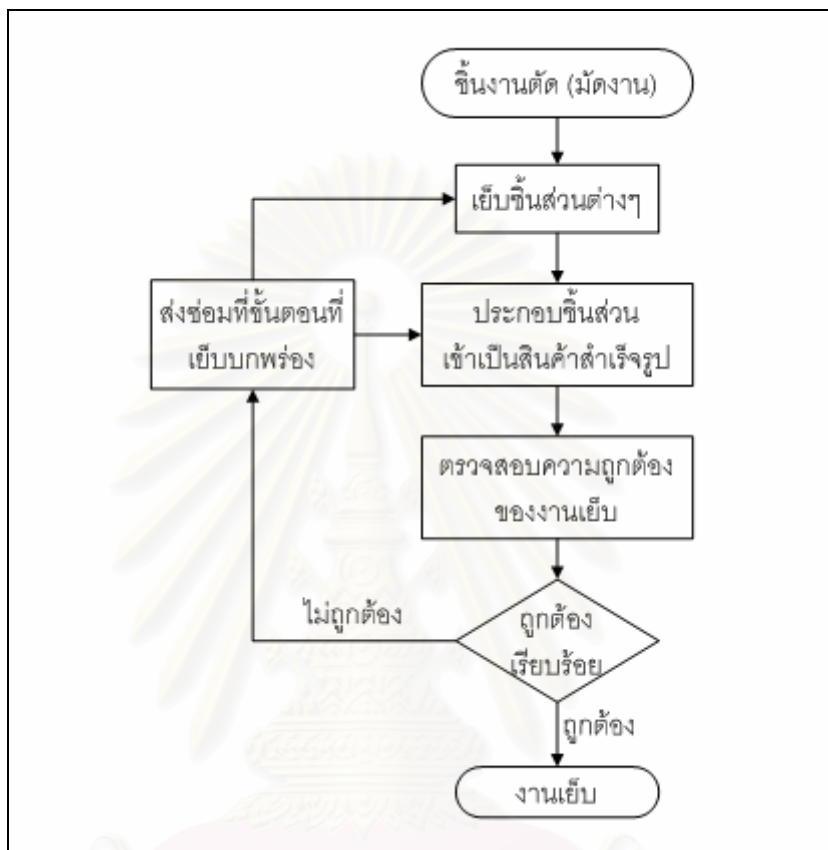 ชิ้นงานตัด (มัดงาน)
เย็บชิ้นส่วนต่างๆ
ส่งซ่อมที่ขั้นตอนที่
เย็บบกพร่อง
ประกอบชิ้นส่วน
เข้าเป็นสินค้าสำเร็จรูป
ตรวจสอบความถูกต้อง
ของงานเย็บ
ไม่ถูกต้อง
ถูกต้อง
เรียบร้อย
ถูกต้อง
งานเย็บ